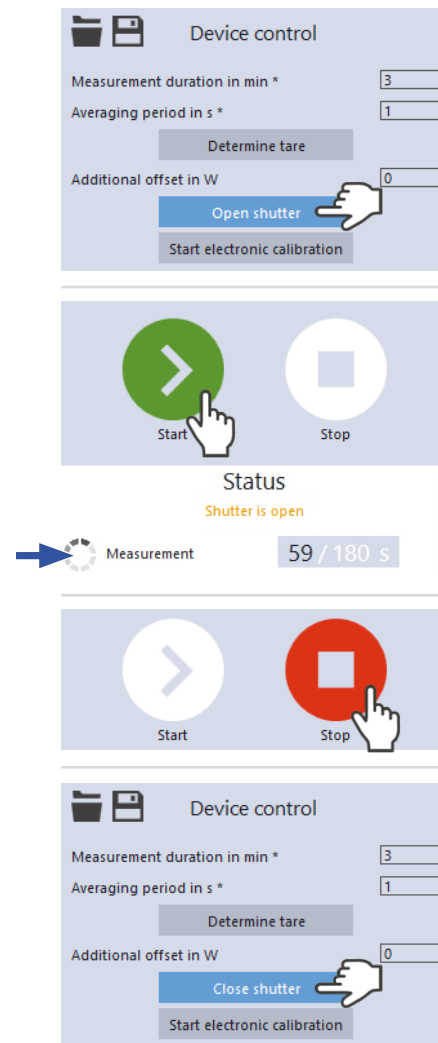 Device control
Measurement duration in min * 3
Averaging period in s * 1
Determine tare
Additional offset in W 0
Open shutter
Start electronic calibration
Start Stop
Status
Shutter is open
Measurement 59 / 180 s
Start Stop
Device control
Measurement duration in min * 3
Averaging period in s * 1
Determine tare
Additional offset in W 0
Close shutter
Start electronic calibration